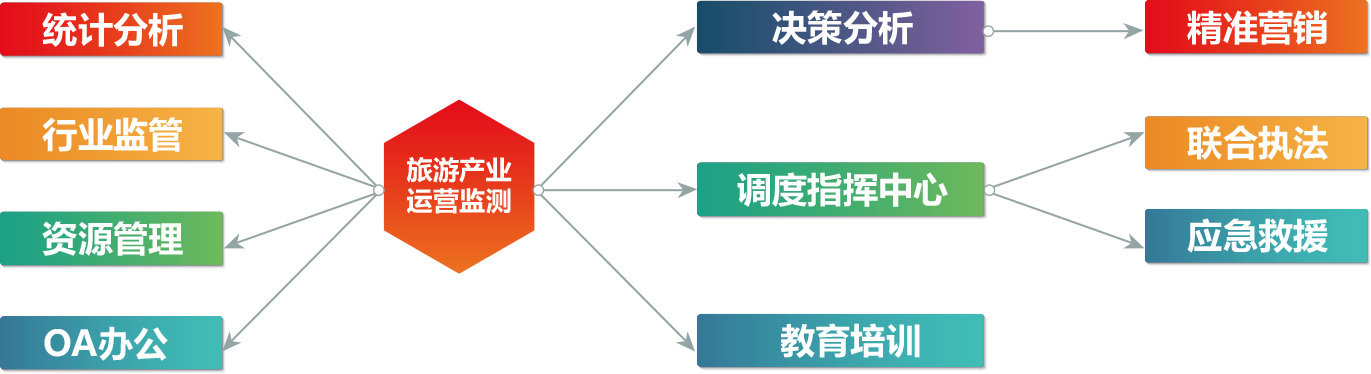 统计分析
行业监管
资源管理
OA办公
旅游产业
运营监测
决策分析
调度指挥中心
教育培训
精准营销
联合执法
应急救援